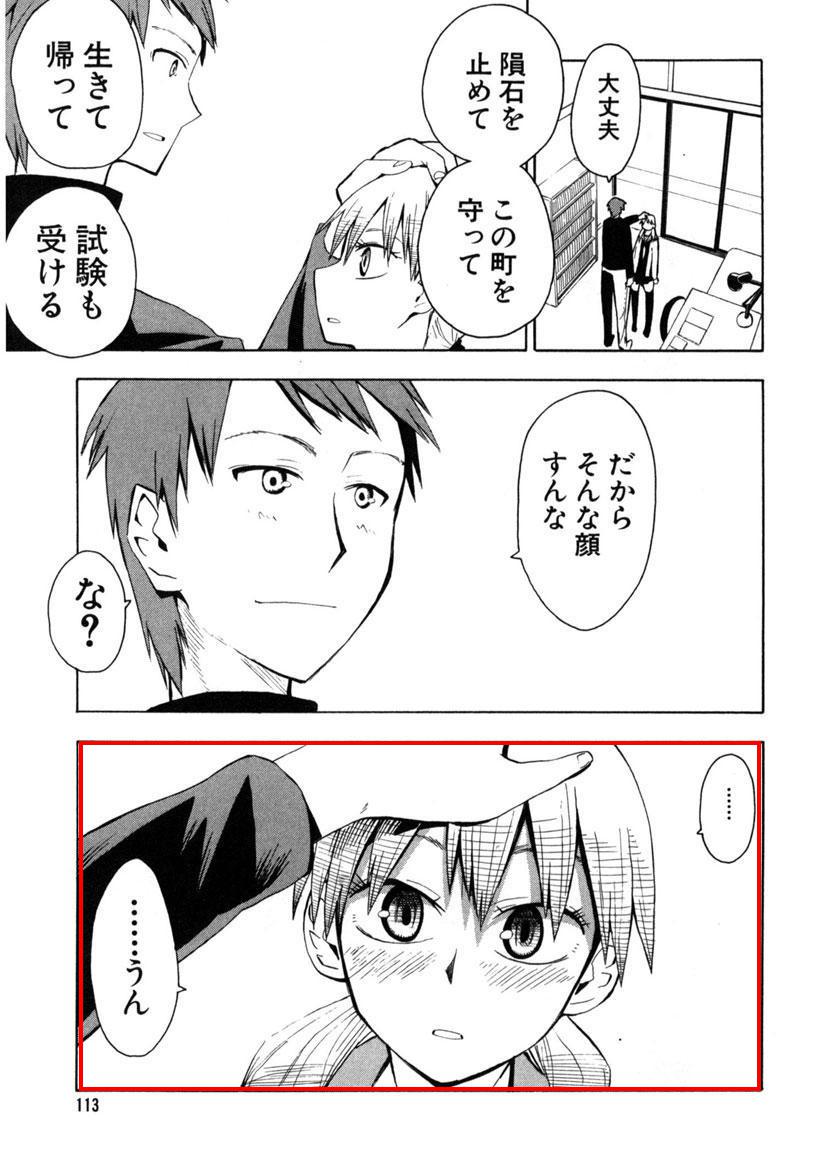 大丈夫
隕石を
止めて
この町を
守って
生きて
帰って
試験も
受ける
だから
そんな顔
すんな
な?
……
……うん
113